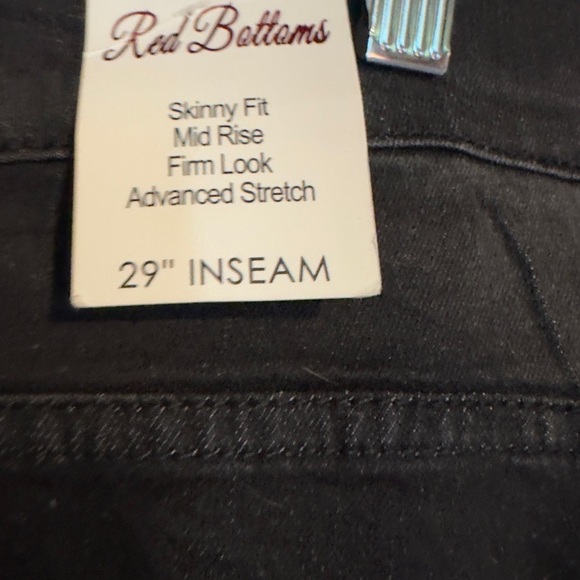 Red Bottoms
Skinny Fit
Mid Rise
Firm Look
Advanced Stretch
29" INSEAM